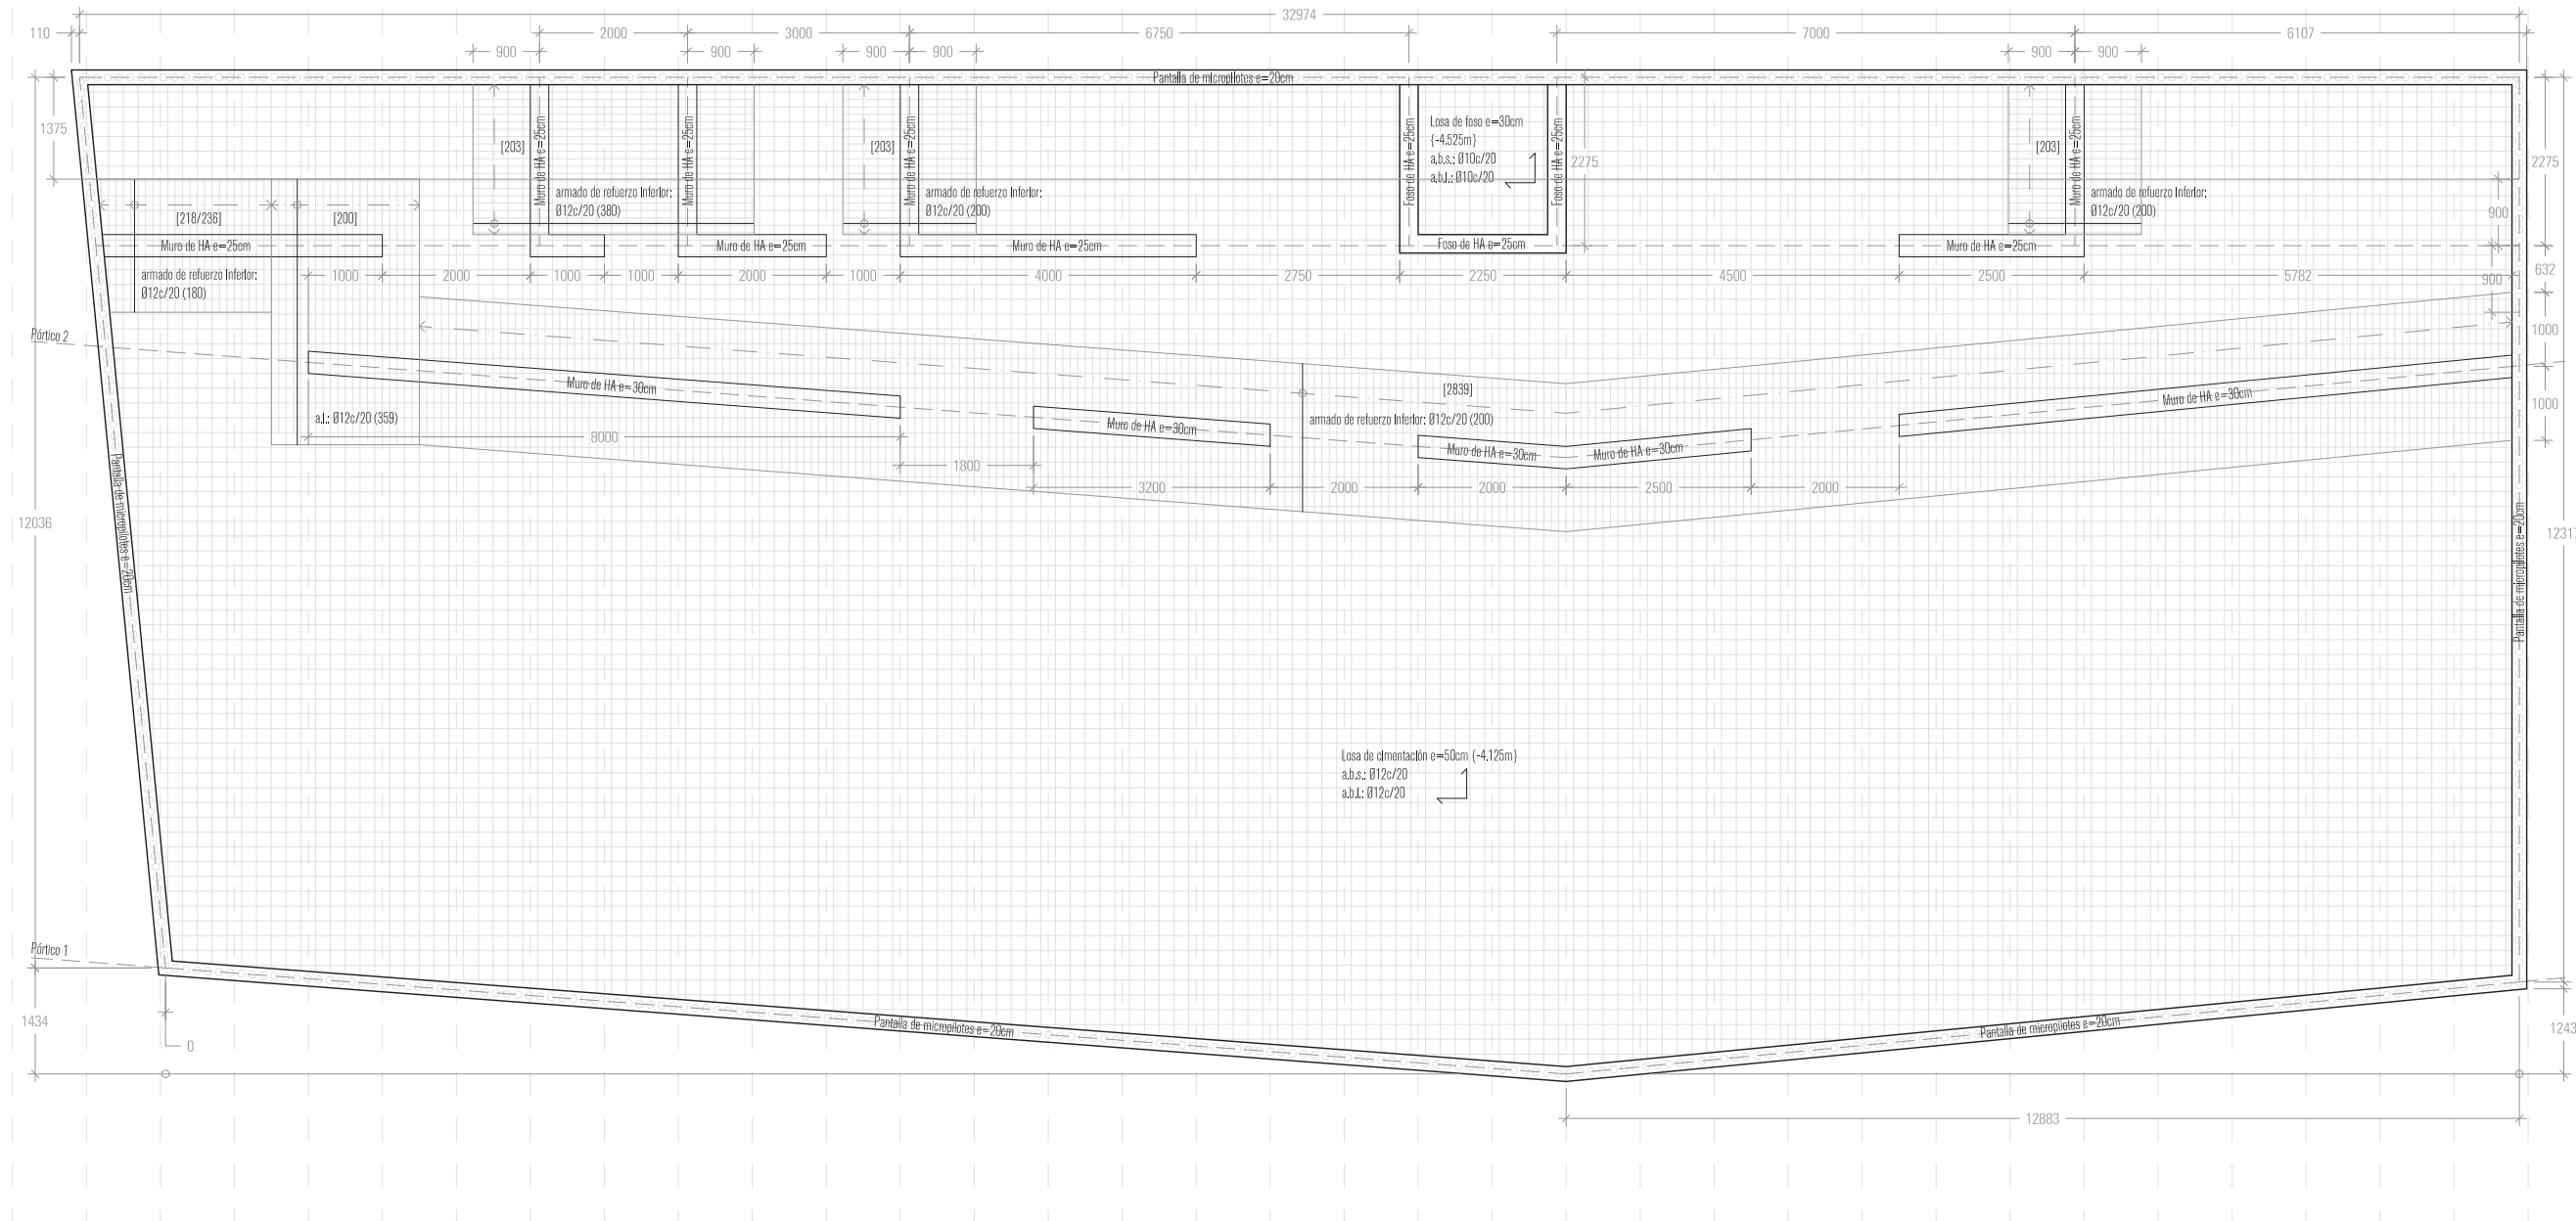 32974
110
2000
3000
6750
7000
6107
900
900
900
900
900
900
Pantalla de micropilotes e=20cm
1375
[203]
Muro de HA e=25cm
Muro de HA e=25cm
armado de refuerzo inferior:
Ø12c/20 (380)
[203]
Muro de HA e=25cm
armado de refuerzo inferior:
Ø12c/20 (200)
Foso de HA e=25cm
Losa de foso e=30cm
(-4.525m)
a.b.s.: Ø10c/20
a.b.i.: Ø10c/20
Foso de HA e=25cm
2275
[203]
Muro de HA e=25cm
armado de refuerzo inferior:
Ø12c/20 (200)
2275
[218/236]
[200]
900
Muro de HA e=25cm
Muro de HA e=25cm
Muro de HA e=25cm
Foso de HA e=25cm
Muro de HA e=25cm
armado de refuerzo inferior:
Ø12c/20 (180)
1000
2000
1000
1000
2000
1000
4000
2750
2250
4500
2500
5782
900
632
Pórtico 2
1000
Muro de HA e=30cm
[2839]
Muro de HA e=30cm
1000
a.i.: Ø12c/20 (359)
armado de refuerzo inferior: Ø12c/20 (200)
8000
Muro de HA e=30cm
Muro de HA e=30cm
Muro de HA e=30cm
1800
3200
2000
2000
2500
2000
Pantalla de micropilotes e=20cm
12036
Pantalla de micropilotes e=20cm
Losa de cimentación e=50cm (-4.125m)
a.b.s.: Ø12c/20
a.b.i.: Ø12c/20
Pórtico 1
1434
0
Pantalla de micropilotes e=20cm
Pantalla de micropilotes e=20cm
1243
12883